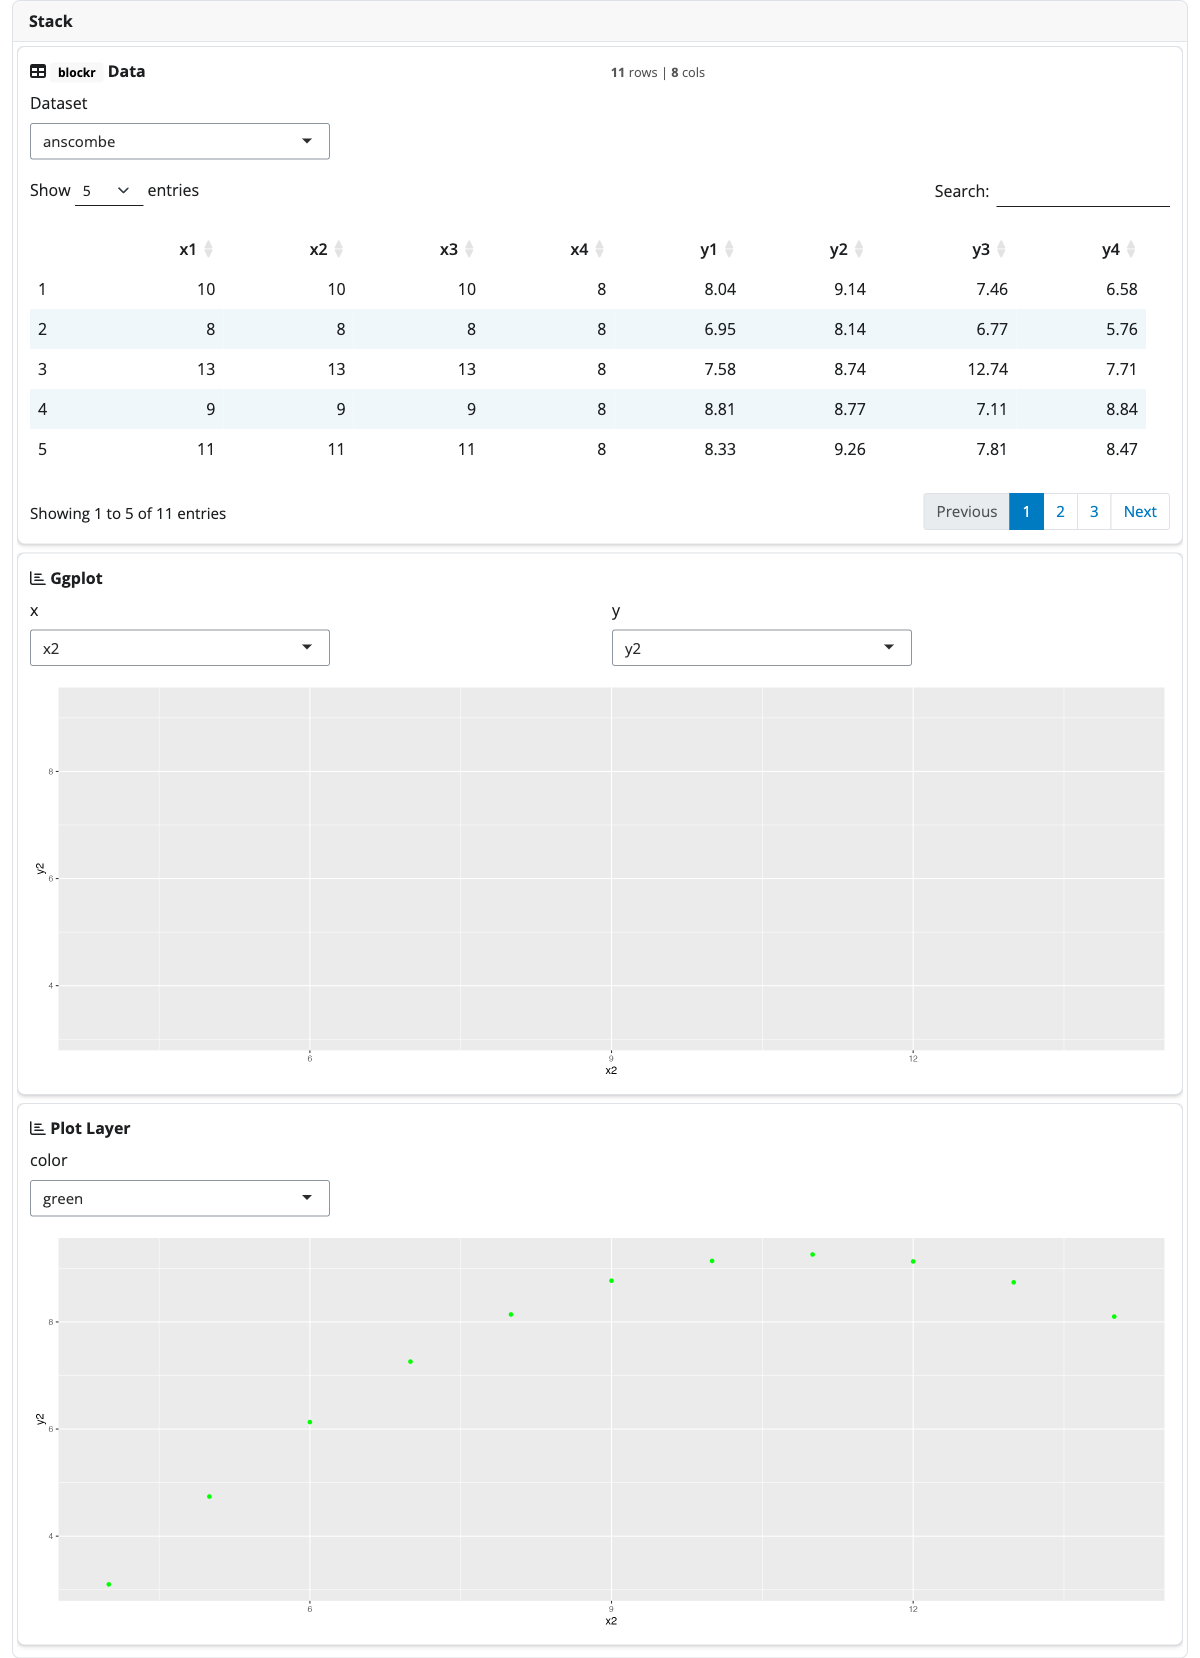 Stack
blockr Data 11 rows | 8 cols
Dataset
anscombe
Show 5 entries Search:
x1 x2 x3 x4 y1 y2 y3 y4
1 10 10 10 8 8.04 9.14 7.46 6.58
2 8 8 8 8 6.95 8.14 6.77 5.76
3 13 13 13 8 7.58 8.74 12.74 7.71
4 9 9 9 8 8.81 8.77 7.11 8.84
5 11 11 11 8 8.33 9.26 7.81 8.47
Showing 1 to 5 of 11 entries Previous 1 2 3 Next
Ggplot
x y
x2 y2
8
y2
6
4
6 9 12
x2
Plot Layer
color
green
8
y2
6
4
6 9 12
x2